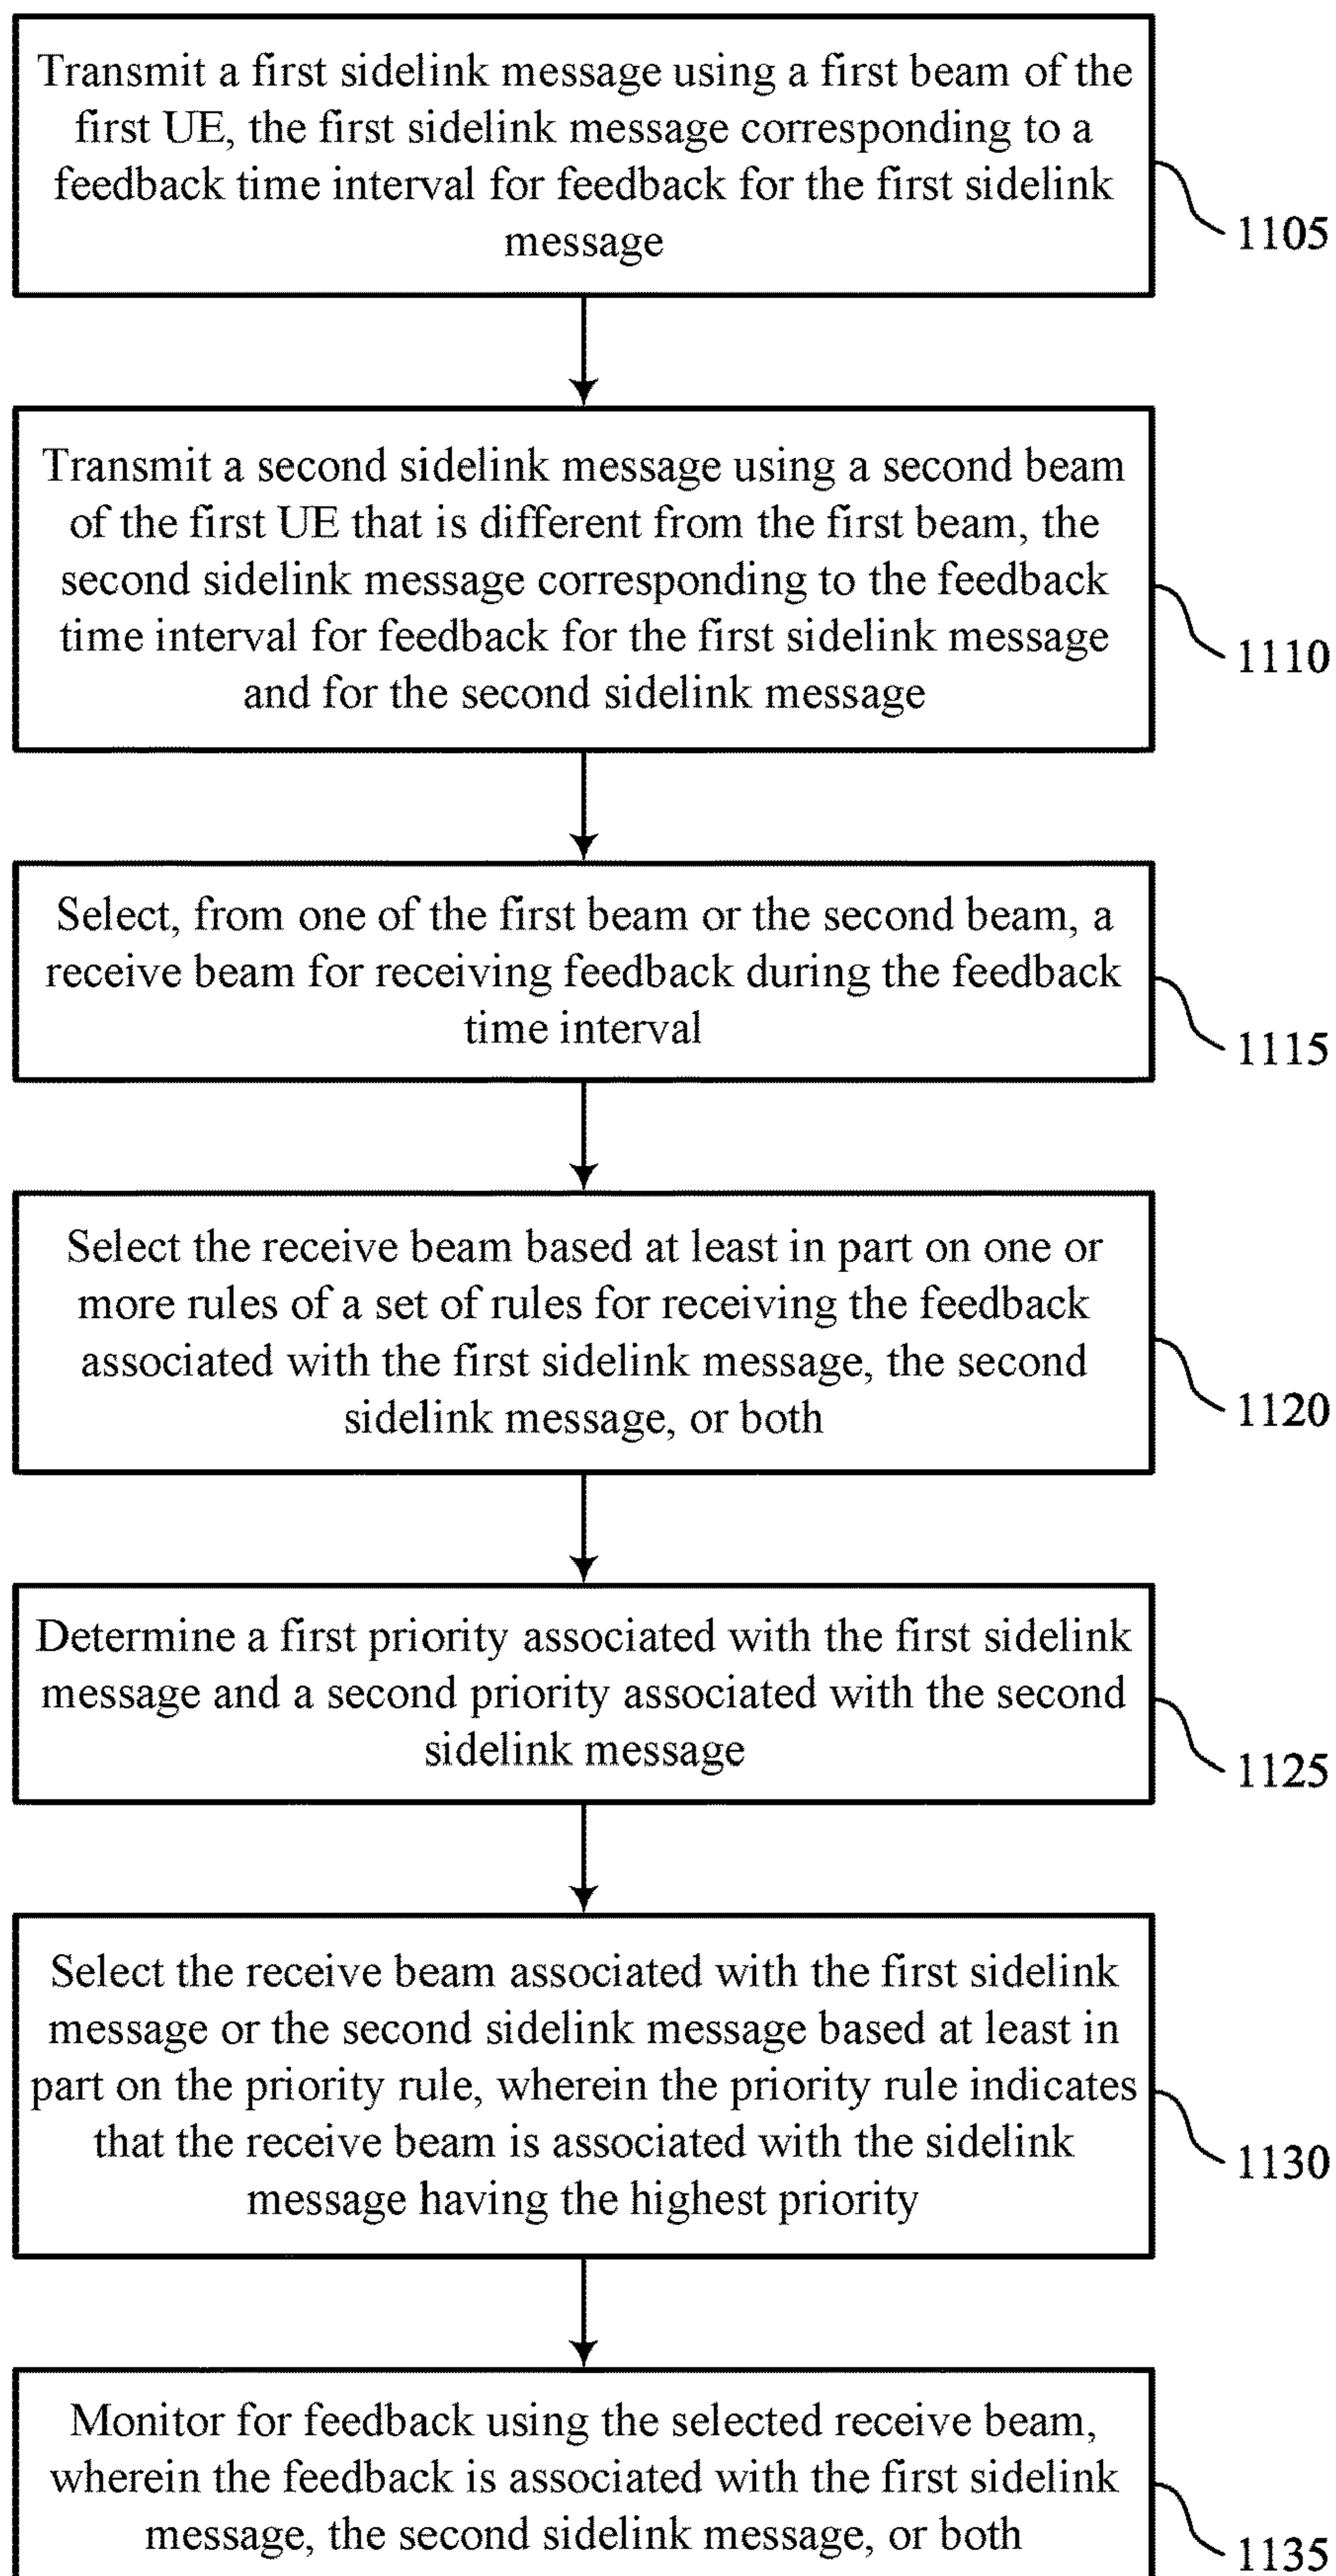 Transmit a first sidelink message using a first beam of the
first UE, the first sidelink message corresponding to a
feedback time interval for feedback for the first sidelink
message
1105
Transmit a second sidelink message using a second beam
of the first UE that is different from the first beam, the
second sidelink message corresponding to the feedback
time interval for feedback for the first sidelink message
and for the second sidelink message
1110
Select, from one of the first beam or the second beam, a
receive beam for receiving feedback during the feedback
time interval
1115
Select the receive beam based at least in part on one or
more rules of a set of rules for receiving the feedback
associated with the first sidelink message, the second
sidelink message, or both
1120
Determine a first priority associated with the first sidelink
message and a second priority associated with the second
sidelink message
1125
Select the receive beam associated with the first sidelink
message or the second sidelink message based at least in
part on the priority rule, wherein the priority rule indicates
that the receive beam is associated with the sidelink
message having the highest priority
1130
Monitor for feedback using the selected receive beam,
wherein the feedback is associated with the first sidelink
message, the second sidelink message, or both
1135